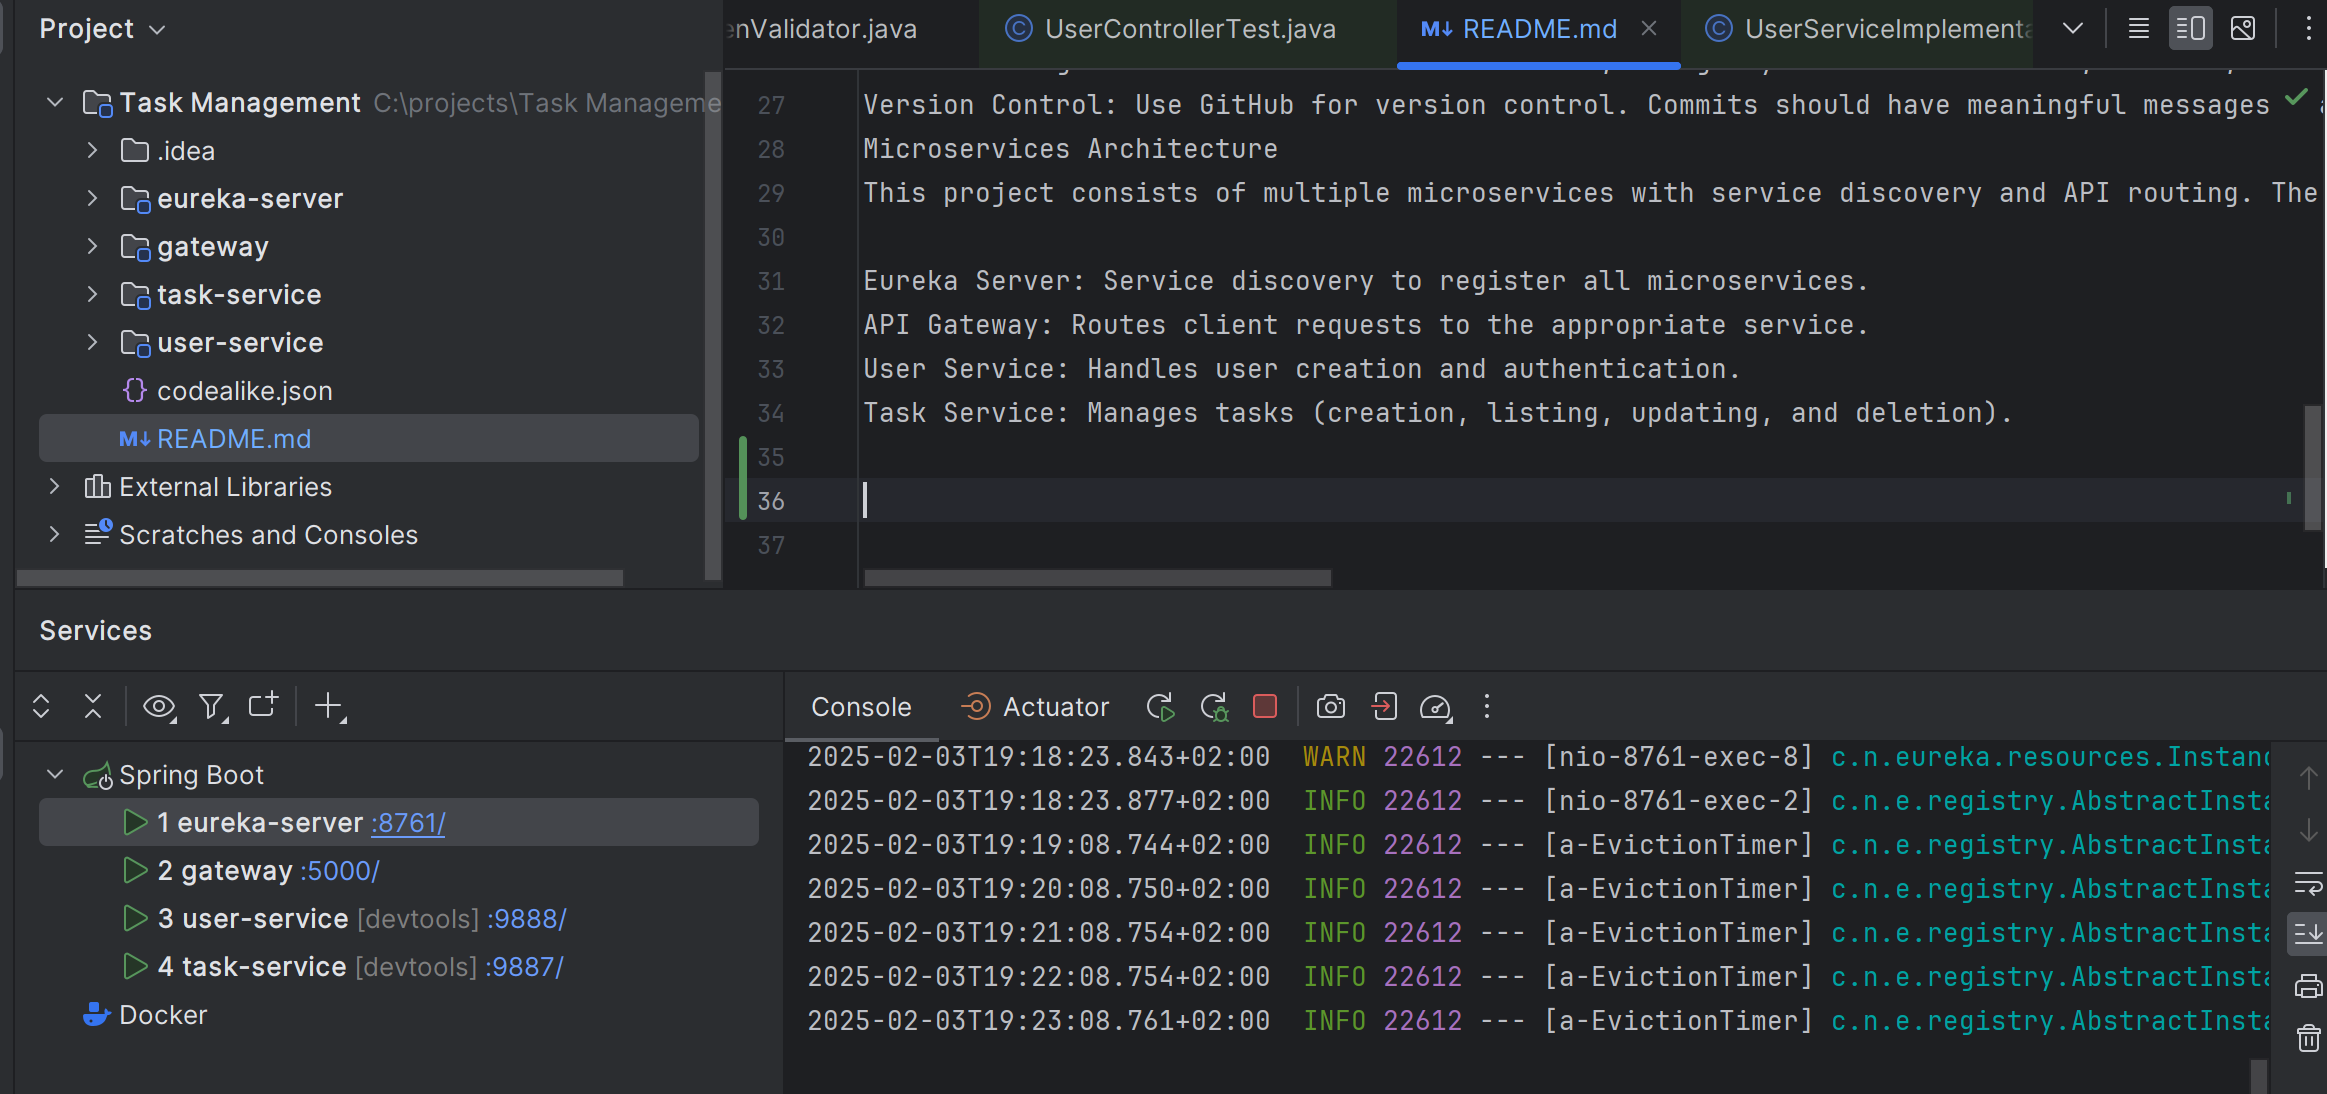 Project
Task Management C:\projects\Task Manageme
.idea
eureka-server
gateway
task-service
user-service
codealike.json
M↓ README.md
External Libraries
Scratches and Consoles
enValidator.java
UserControllerTest.java
M↓ README.md
UserServiceImplementa
27 Version Control: Use GitHub for version control. Commits should have meaningful messages a
28 Microservices Architecture
29 This project consists of multiple microservices with service discovery and API routing. The
30
31 Eureka Server: Service discovery to register all microservices.
32 API Gateway: Routes client requests to the appropriate service.
33 User Service: Handles user creation and authentication.
34 Task Service: Manages tasks (creation, listing, updating, and deletion).
35
36
37
Services
Spring Boot
1 eureka-server :8761/
2 gateway :5000/
3 user-service [devtools] :9888/
4 task-service [devtools] :9887/
Docker
Console Actuator
2025-02-03T19:18:23.843+02:00 WARN 22612 --- [nio-8761-exec-8] c.n.eureka.resources.Instanc
2025-02-03T19:18:23.877+02:00 INFO 22612 --- [nio-8761-exec-2] c.n.e.registry.AbstractInsta
2025-02-03T19:19:08.744+02:00 INFO 22612 --- [a-EvictionTimer] c.n.e.registry.AbstractInsta
2025-02-03T19:20:08.750+02:00 INFO 22612 --- [a-EvictionTimer] c.n.e.registry.AbstractInsta
2025-02-03T19:21:08.754+02:00 INFO 22612 --- [a-EvictionTimer] c.n.e.registry.AbstractInsta
2025-02-03T19:22:08.754+02:00 INFO 22612 --- [a-EvictionTimer] c.n.e.registry.AbstractInsta
2025-02-03T19:23:08.761+02:00 INFO 22612 --- [a-EvictionTimer] c.n.e.registry.AbstractInsta